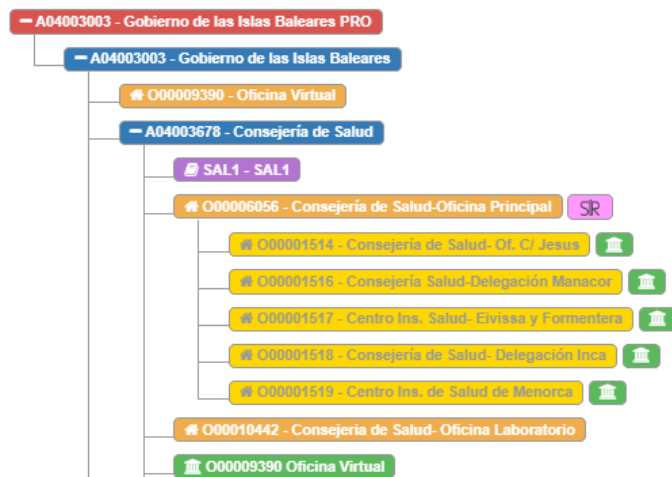 A04003003 - Gobierno de las Islas Baleares PRO
A04003003 - Gobierno de las Islas Baleares
O00009390 - Oficina Virtual
A04003678 - Consejería de Salud
SAL1 - SAL1
O00006056 - Consejería de Salud-Oficina Principal SIR
O00001514 - Consejería de Salud- Of. C/ Jesus
O00001516 - Consejería Salud-Delegación Manacor
O00001517 - Centro Ins. Salud- Eivissa y Formentera
O00001518 - Consejería de Salud- Delegación Inca
O00001519 - Centro Ins. de Salud de Menorca
O00010442 - Consejería de Salud- Oficina Laboratorio
O00009390 Oficina Virtual